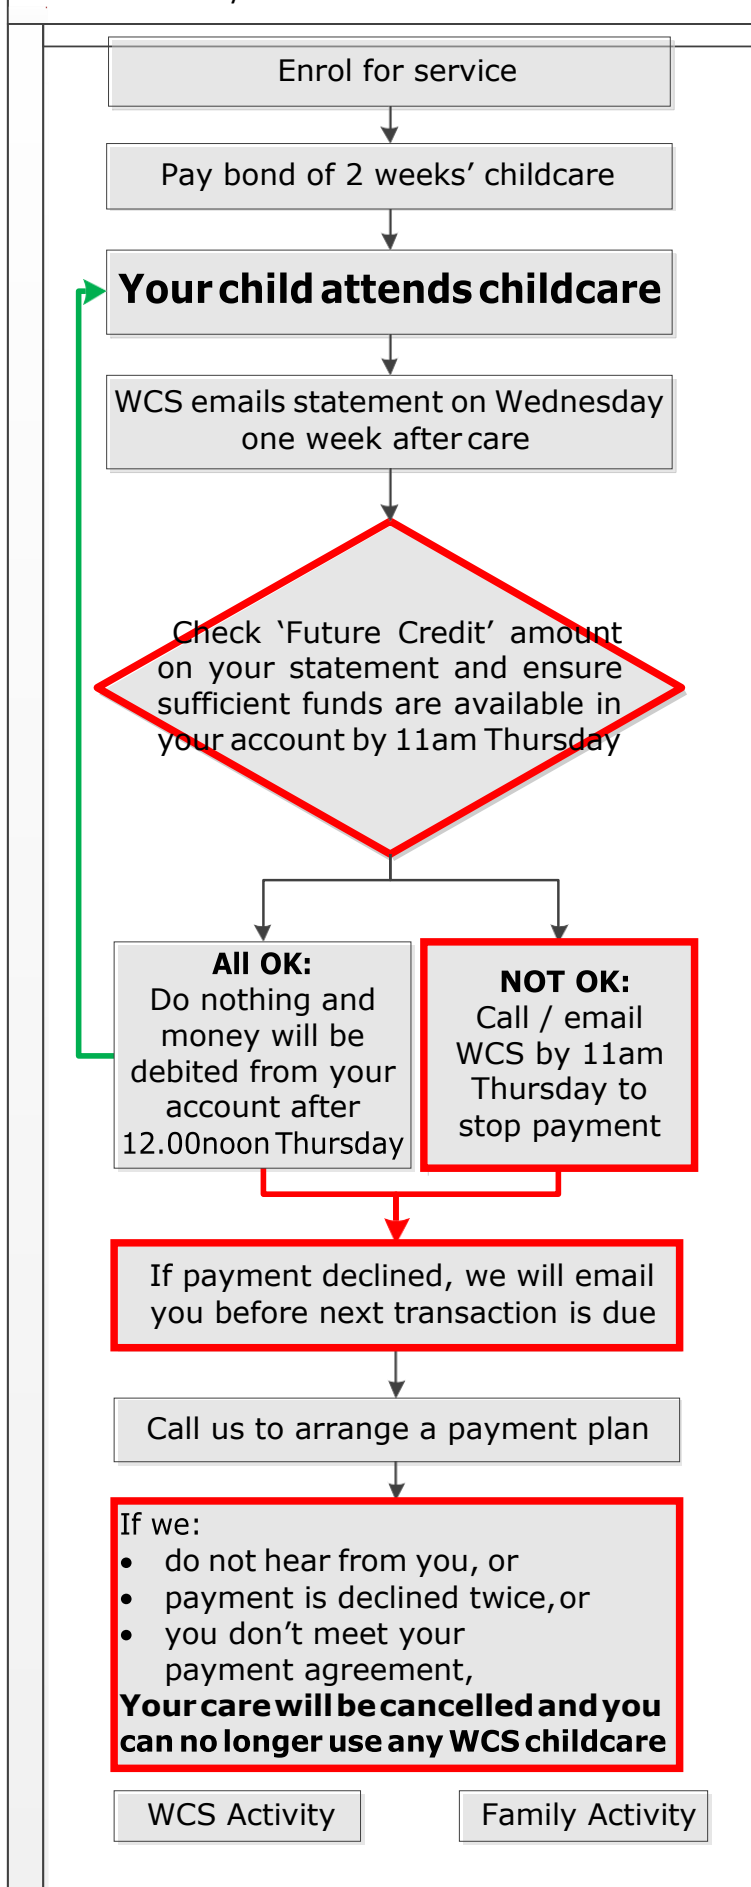 Enrol for service
Pay bond of 2 weeks’ childcare
Your child attends childcare
WCS emails statement on Wednesday
one week after care
Check ‘Future Credit’ amount
on your statement and ensure
sufficient funds are available in
your account by 11am Thursday
All OK:
Do nothing and
money will be
debited from your
account after
12.00noon Thursday
NOT OK:
Call / email
WCS by 11am
Thursday to
stop payment
If payment declined, we will email
you before next transaction is due
Call us to arrange a payment plan
If we:
• do not hear from you, or
• payment is declined twice, or
• you don’t meet your
payment agreement,
Your care will be cancelled and you
can no longer use any WCS childcare
WCS Activity
Family Activity